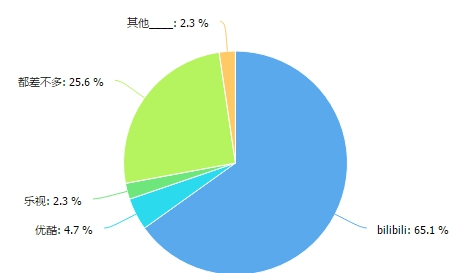 其他____: 2.3 %
都差不多: 25.6 %
乐视: 2.3 %
优酷: 4.7 %
bilibili: 65.1 %